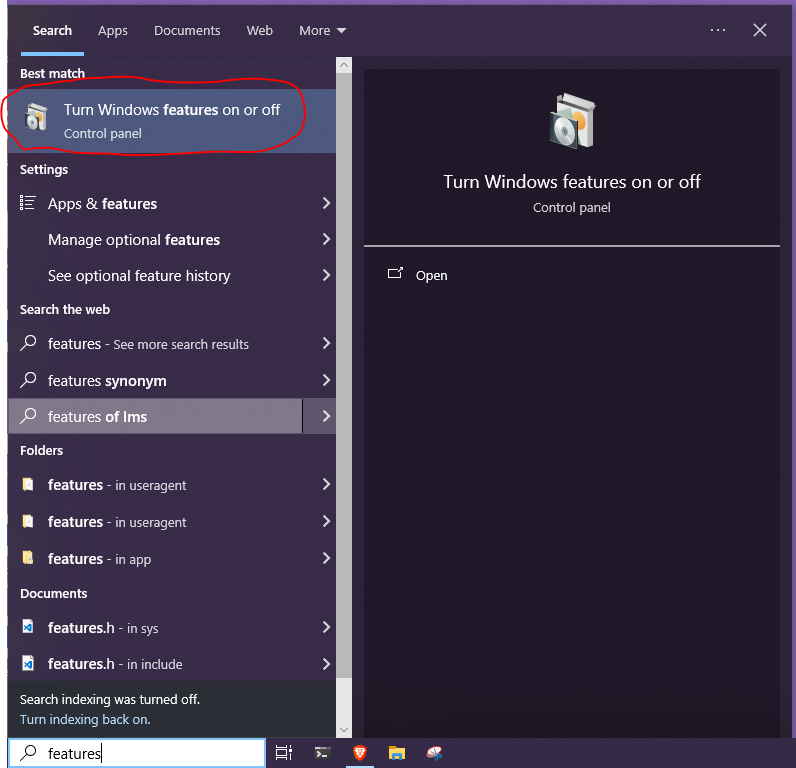 Search Apps Documents Web More
Best match
Turn Windows features on or off
Control panel
Settings
Apps & features
Manage optional features
See optional feature history
Search the web
features - See more search results
features synonym
features of lms
Folders
features - in useragent
features - in useragent
features - in app
Documents
features.h - in sys
features.h - in include
Search indexing was turned off.
Turn indexing back on.
features
Turn Windows features on or off
Control panel
Open